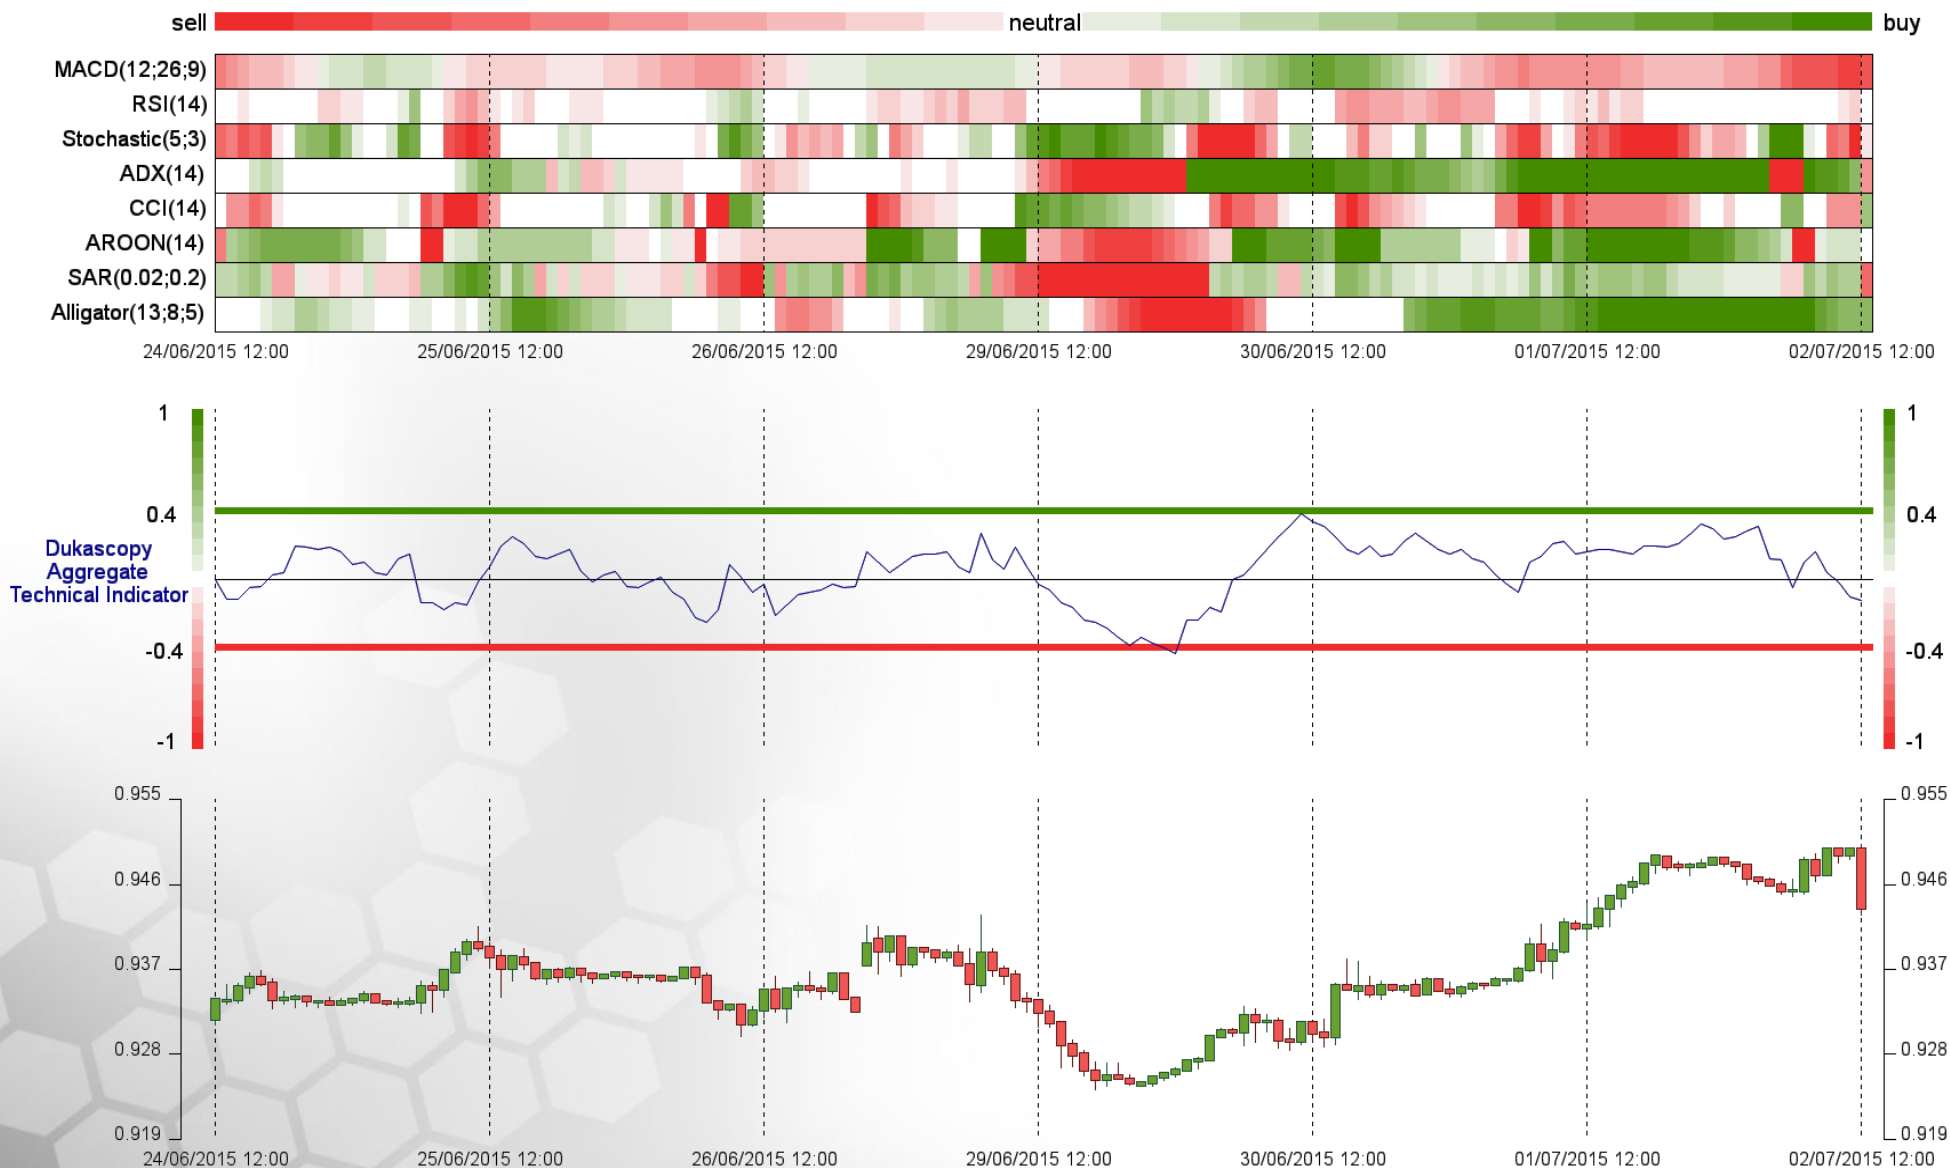 sell neutral buy
MACD(12;26;9)
RSI(14)
Stochastic(5;3)
ADX(14)
CCI(14)
AROON(14)
SAR(0.02;0.2)
Alligator(13;8;5)
24/06/2015 12:00 25/06/2015 12:00 26/06/2015 12:00 29/06/2015 12:00 30/06/2015 12:00 01/07/2015 12:00 02/07/2015 12:00
1 1
0.4 0.4
Dukascopy
Aggregate
Technical Indicator
-0.4 -0.4
-1 -1
0.955 0.955
0.946 0.946
0.937 0.937
0.928 0.928
0.919 0.919
24/06/2015 12:00 25/06/2015 12:00 26/06/2015 12:00 29/06/2015 12:00 30/06/2015 12:00 01/07/2015 12:00 02/07/2015 12:00